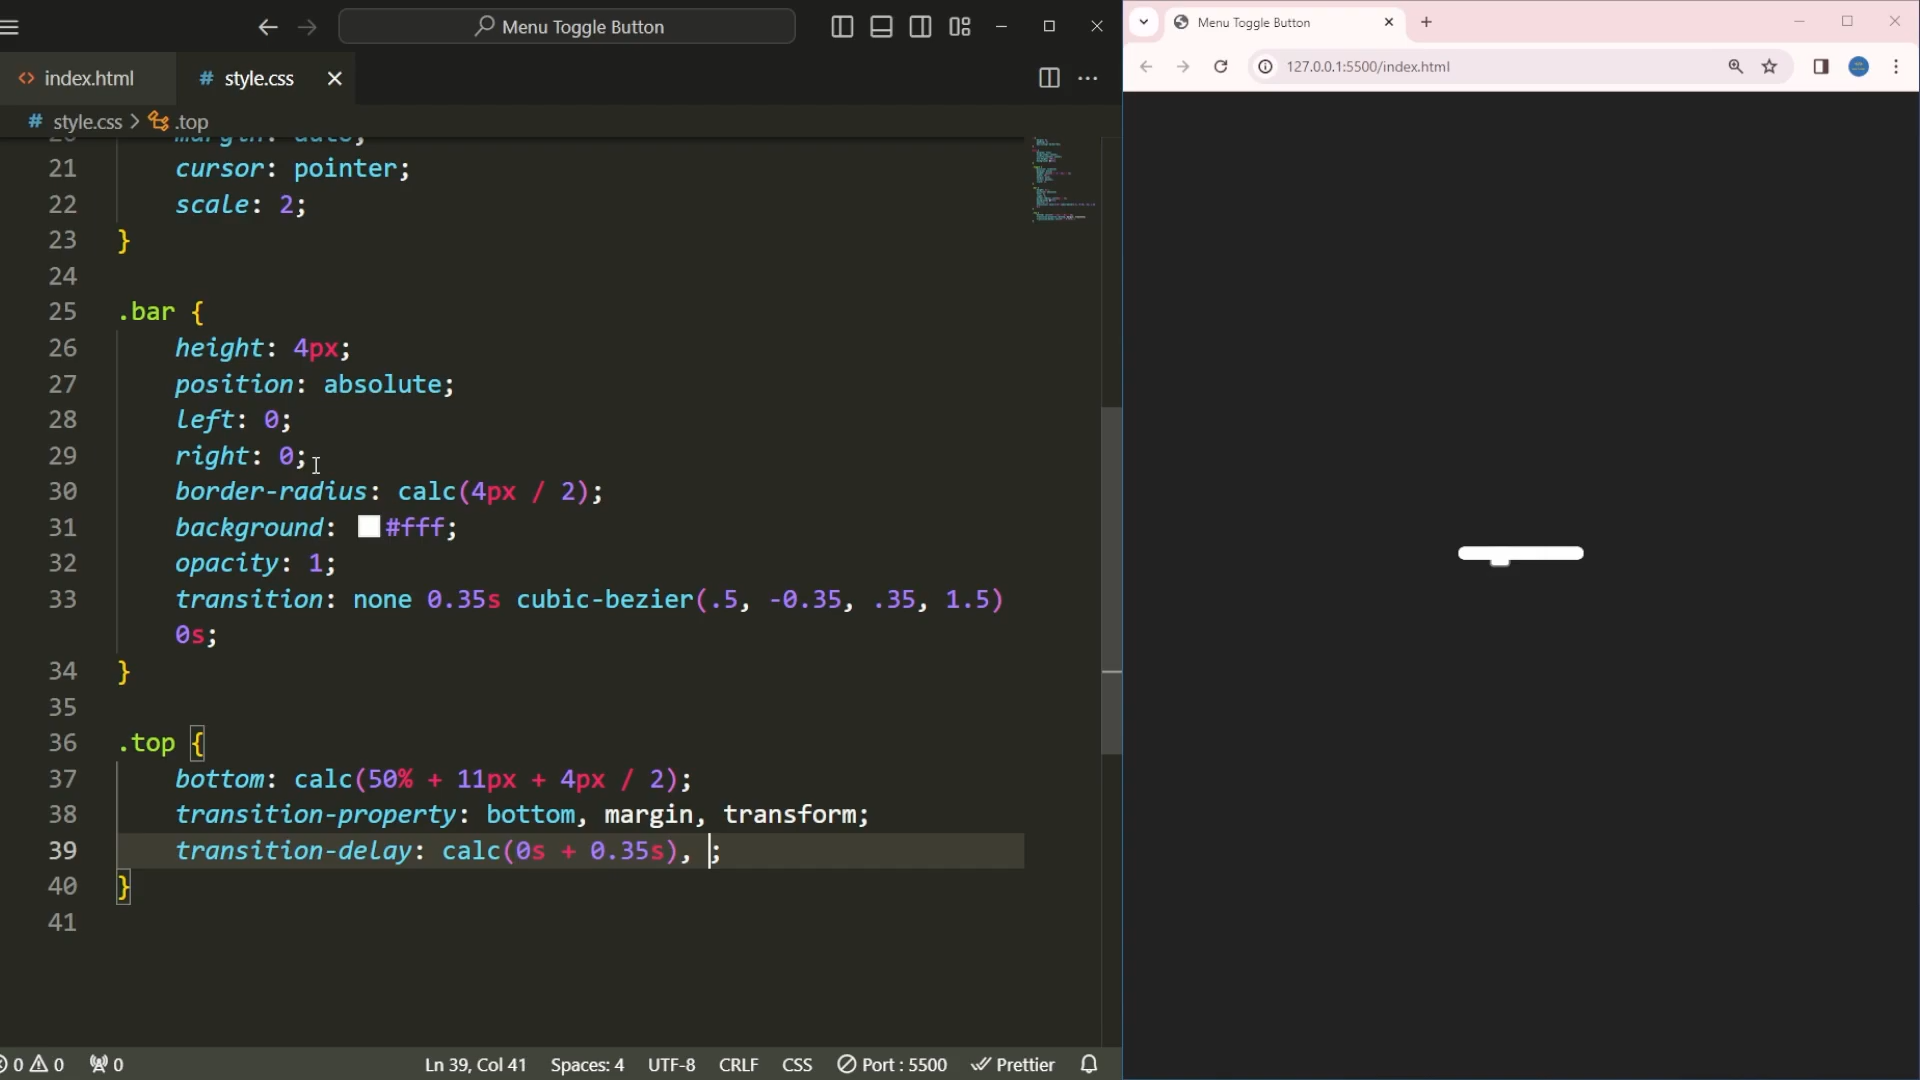 Menu Toggle Button
Menu Toggle Button
index.html
# style.css
127.0.0.1:5500/index.html
# style.css > .top
20 margin: auto;
21 cursor: pointer;
22 scale: 2;
23 }
24
25 .bar {
26 height: 4px;
27 position: absolute;
28 left: 0;
29 right: 0;
30 border-radius: calc(4px / 2);
31 background: #fff;
32 opacity: 1;
33 transition: none 0.35s cubic-bezier(.5, -0.35, .35, 1.5)
0s;
34 }
35
36 .top {
37 bottom: calc(50% + 11px + 4px / 2);
38 transition-property: bottom, margin, transform;
39 transition-delay: calc(0s + 0.35s), ;
40 }
41
0 0 0 Ln 39, Col 41 Spaces: 4 UTF-8 CRLF CSS Port : 5500 Prettier